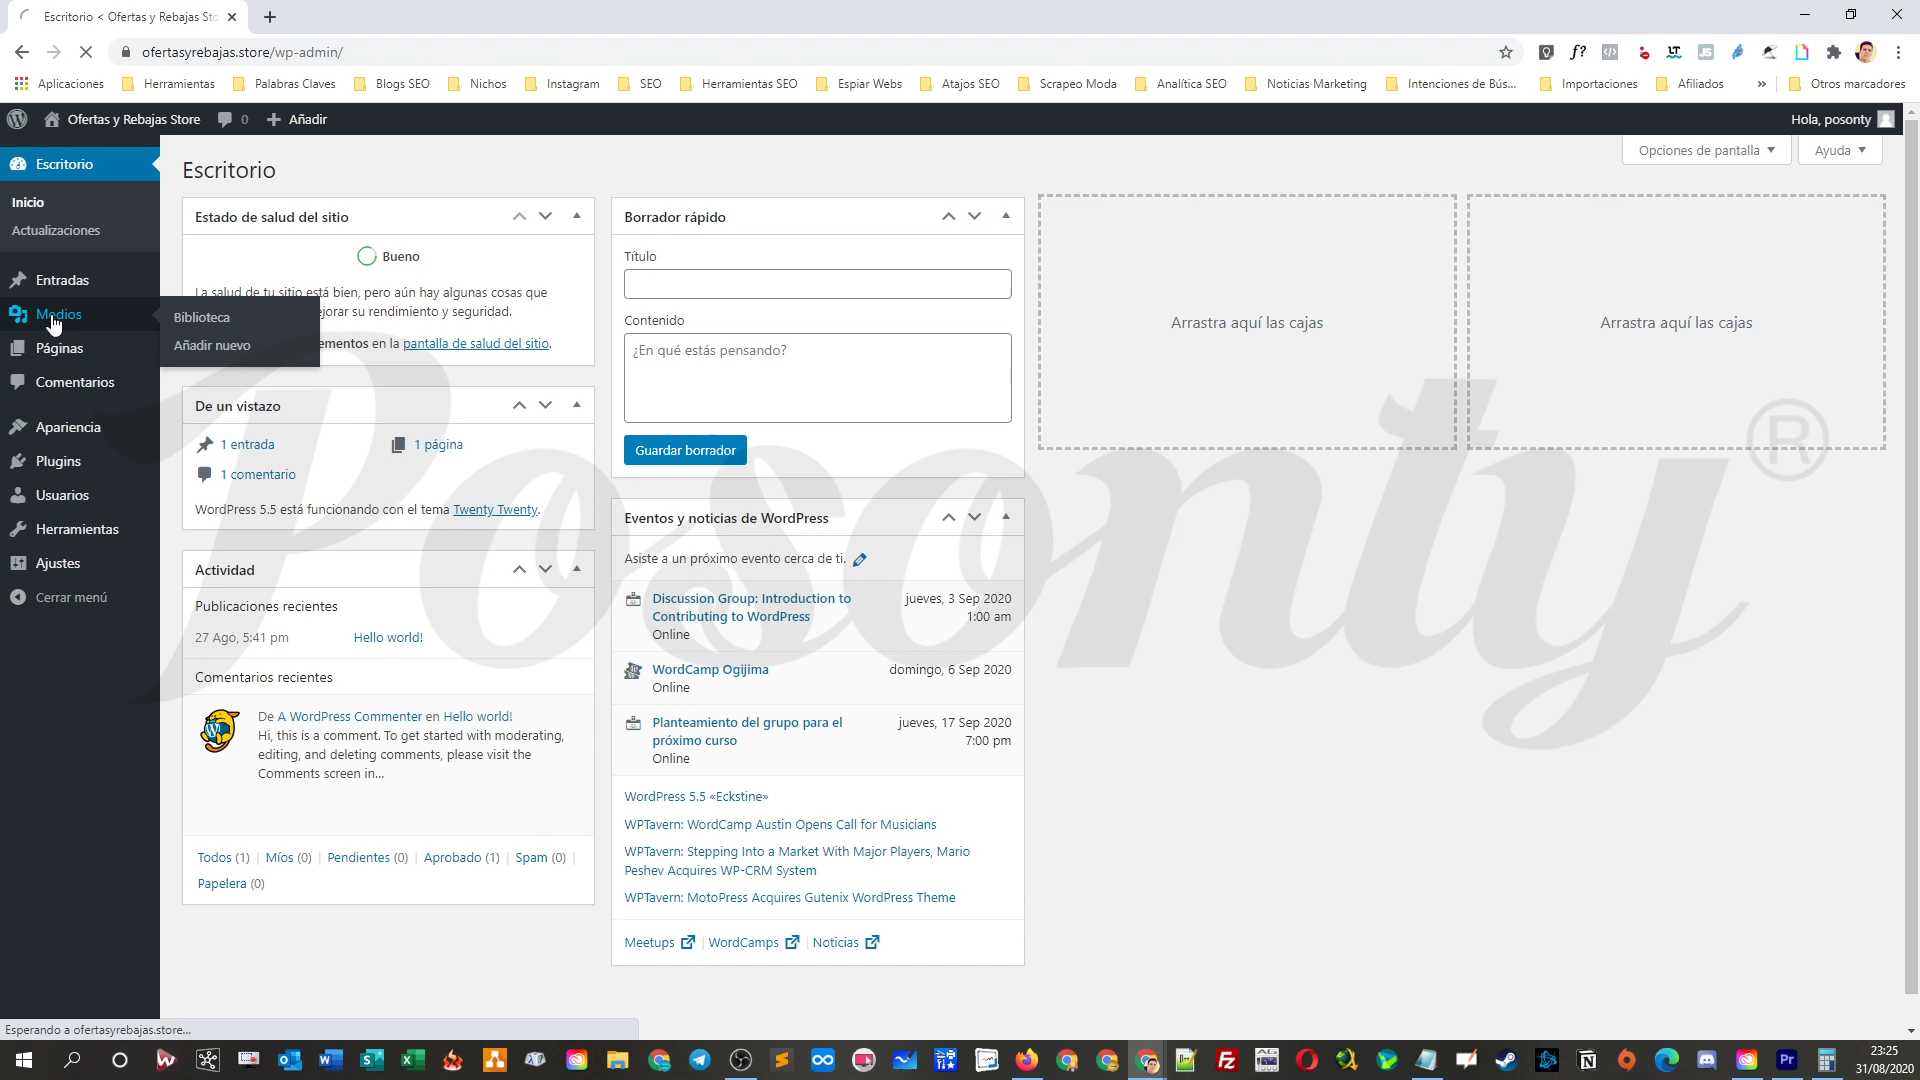 Escritorio < Ofertas y Rebajas Sto
ofertasyrebajas.store/wp-admin/
Aplicaciones
Herramientas
Palabras Claves
Blogs SEO
Nichos
Instagram
SEO
Herramientas SEO
Espiar Webs
Atajos SEO
Scrapeo Moda
Analítica SEO
Noticias Marketing
Intenciones de Bús...
Importaciones
Afiliados
»
Otros marcadores
Ofertas y Rebajas Store
0
Añadir
Hola, posonty
Escritorio
Inicio
Actualizaciones
Entradas
Medios
Páginas
Comentarios
Apariencia
Plugins
Usuarios
Herramientas
Ajustes
Cerrar menú
Biblioteca
Añadir nuevo
Escritorio
Opciones de pantalla
Ayuda
Estado de salud del sitio
Bueno
La salud de tu sitio está bien, pero aún hay algunas cosas que
jorar su rendimiento y seguridad.
ementos en la pantalla de salud del sitio.
De un vistazo
1 entrada
1 página
1 comentario
WordPress 5.5 está funcionando con el tema Twenty Twenty.
Actividad
Publicaciones recientes
27 Ago, 5:41 pm
Hello world!
Comentarios recientes
De A WordPress Commenter en Hello world!
Hi, this is a comment. To get started with moderating,
editing, and deleting comments, please visit the
Comments screen in...
Todos (1) | Míos (0) | Pendientes (0) | Aprobado (1) | Spam (0) |
Papelera (0)
Borrador rápido
Título
Contenido
¿En qué estás pensando?
Guardar borrador
Eventos y noticias de WordPress
Asiste a un próximo evento cerca de ti.
Discussion Group: Introduction to
Contributing to WordPress
Online
jueves, 3 Sep 2020
1:00 am
WordCamp Ogijima
Online
domingo, 6 Sep 2020
Planteamiento del grupo para el
próximo curso
Online
jueves, 17 Sep 2020
7:00 pm
WordPress 5.5 «Eckstine»
WPTavern: WordCamp Austin Opens Call for Musicians
WPTavern: Stepping Into a Market With Major Players, Mario
Peshev Acquires WP-CRM System
WPTavern: MotoPress Acquires Gutenix WordPress Theme
Meetups | WordCamps | Noticias
Arrastra aquí las cajas
Arrastra aquí las cajas
Posonty®
Esperando a ofertasyrebajas.store...
23:25
31/08/2020